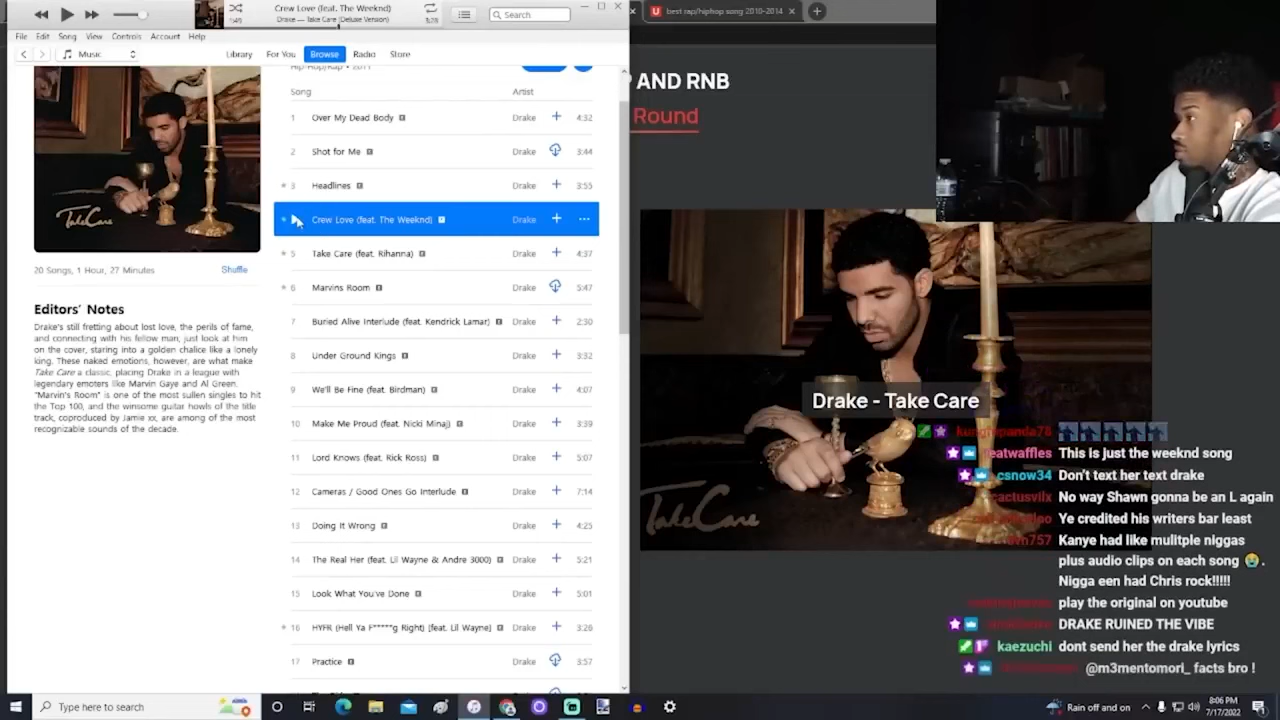 Crew Love (feat. The Weeknd)
Drake — Take Care (Deluxe Version)
1:49
3:28
Search
best rap/hiphop song 2010-2014
File Edit Song View Controls Account Help
Music
Library For You Browse Radio Store
Hip-Hop/Rap • 2011
AND RNB
Round
Song Artist
1 Over My Dead Body E Drake 4:32
2 Shot for Me E Drake 3:44
3 Headlines E Drake 3:55
Crew Love (feat. The Weeknd) E Drake
5 Take Care (feat. Rihanna) E Drake 4:37
6 Marvins Room E Drake 5:47
7 Buried Alive Interlude (feat. Kendrick Lamar) E Drake 2:30
8 Under Ground Kings E Drake 3:32
9 We'll Be Fine (feat. Birdman) E Drake 4:07
10 Make Me Proud (feat. Nicki Minaj) E Drake 3:39
11 Lord Knows (feat. Rick Ross) E Drake 5:07
12 Cameras / Good Ones Go Interlude E Drake 7:14
13 Doing It Wrong E Drake 4:25
14 The Real Her (feat. Lil Wayne & Andre 3000) E Drake 5:21
15 Look What You've Done E Drake 5:01
16 HYFR (Hell Ya F*****g Right) [feat. Lil Wayne] E Drake 3:26
17 Practice E Drake 3:57
Take Care
20 Songs, 1 Hour, 27 Minutes
Shuffle
Editors' Notes
Drake's still fretting about lost love, the perils of fame,
and connecting with his fellow man; just look at him
on the cover, staring into a golden chalice like a lonely
king. These naked emotions, however, are what make
Take Care a classic, placing Drake in a league with
legendary emoters like Marvin Gaye and Al Green.
"Marvin's Room" is one of the most sullen singles to hit
the Top 100, and the winsome guitar howls of the title
track, coproduced by Jamie xx, are among of the most
recognizable sounds of the decade.
Drake - Take Care
Take Care
kungfupanda78
eatwaffles This is just the weeknd song
csnow34 Don't text her text drake
cactusvilx No way Shawn gonna be an L again
Ye credited his writers bar least
Kanye had like mulltple niggas
plus audio clips on each song 😭.
Nigga een had Chris rock!!!!!
play the original on youtube
DRAKE RUINED THE VIBE
kaezuchi dont send her the drake lyrics
@m3mentomori_ facts bro !
Type here to search
Rain off and on
8:06 PM
7/17/2022